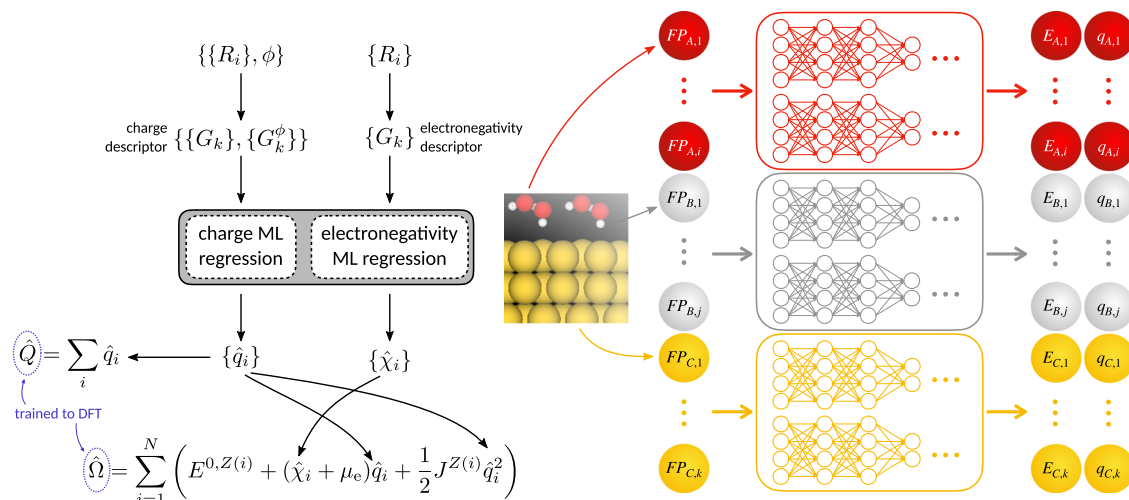 {{R_i}, ϕ}
{R_i}
charge
descriptor
{{G_k}, {G_k^ϕ}}
{G_k}
electronegativity
descriptor
charge ML
regression
electronegativity
ML regression
Q̂ = ∑_i q̂_i
{q̂_i}
{χ̂_i}
trained to DFT
Ω̂ = ∑_{i=1}^{N} ( E^{0,Z(i)} + (χ̂_i + μ_e)q̂_i + 1/2 J^{Z(i)} q̂_i^2 )
FP_{A,1}
E_{A,1} q_{A,1}
FP_{A,i}
E_{A,i} q_{A,i}
FP_{B,1}
E_{B,1} q_{B,1}
FP_{B,j}
E_{B,j} q_{B,j}
FP_{C,1}
E_{C,1} q_{C,1}
FP_{C,k}
E_{C,k} q_{C,k}